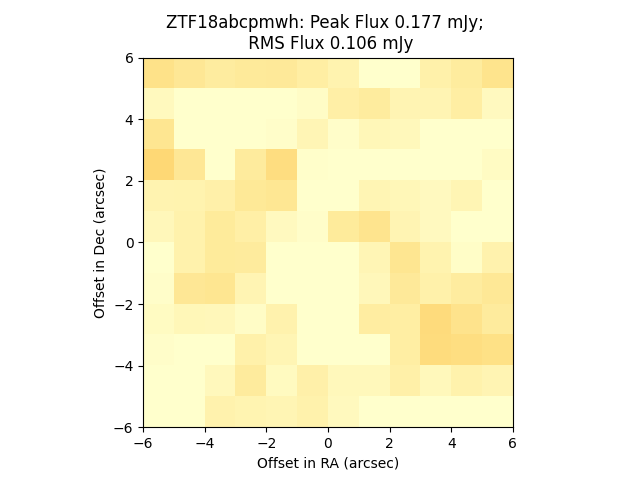 ZTF18abcpmwh: Peak Flux 0.177 mJy;
RMS Flux 0.106 mJy
6
4
2
0
−2
−4
−6
Offset in Dec (arcsec)
−6 −4 −2 0 2 4 6
Offset in RA (arcsec)